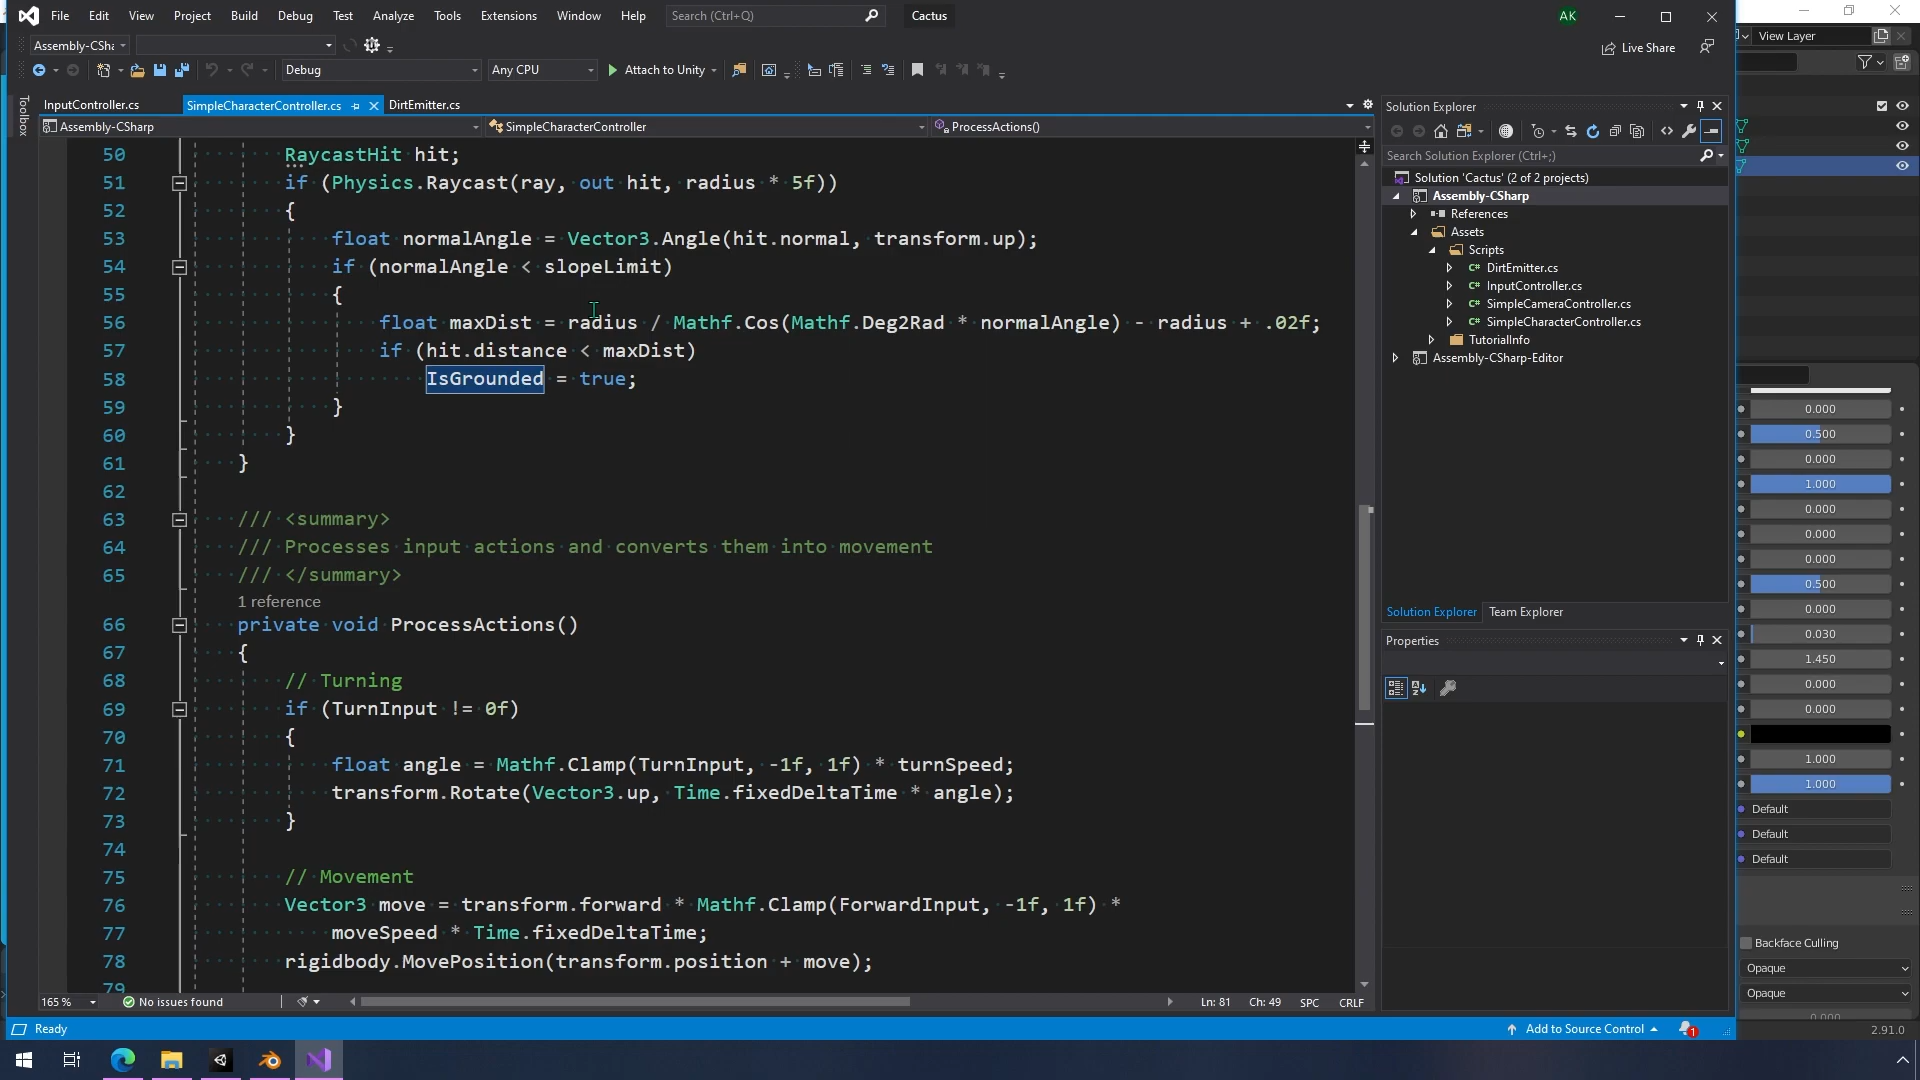 File Edit View Project Build Debug Test Analyze Tools Extensions Window Help Search (Ctrl+Q) Cactus AK
View Layer
Assembly-CSha
Live Share
Debug Any CPU Attach to Unity
Toolbox
InputController.cs SimpleCharacterController.cs DirtEmitter.cs
Assembly-CSharp SimpleCharacterController ProcessActions()
50 RaycastHit hit;
51 if (Physics.Raycast(ray, out hit, radius * 5f))
52 {
53 float normalAngle = Vector3.Angle(hit.normal, transform.up);
54 if (normalAngle < slopeLimit)
55 {
56 float maxDist = radius / Mathf.Cos(Mathf.Deg2Rad * normalAngle) - radius + .02f;
57 if (hit.distance < maxDist)
58 IsGrounded = true;
59 }
60 }
61 }
62
63 /// <summary>
64 /// Processes input actions and converts them into movement
65 /// </summary>
1 reference
66 private void ProcessActions()
67 {
68 // Turning
69 if (TurnInput != 0f)
70 {
71 float angle = Mathf.Clamp(TurnInput, -1f, 1f) * turnSpeed;
72 transform.Rotate(Vector3.up, Time.fixedDeltaTime * angle);
73 }
74
75 // Movement
76 Vector3 move = transform.forward * Mathf.Clamp(ForwardInput, -1f, 1f) *
77 moveSpeed * Time.fixedDeltaTime;
78 rigidbody.MovePosition(transform.position + move);
79
165 % No issues found Ln: 81 Ch: 49 SPC CRLF
Ready Add to Source Control 1
Solution Explorer
Search Solution Explorer (Ctrl+;)
Solution 'Cactus' (2 of 2 projects)
Assembly-CSharp
References
Assets
Scripts
DirtEmitter.cs
InputController.cs
SimpleCameraController.cs
SimpleCharacterController.cs
TutorialInfo
Assembly-CSharp-Editor
Solution Explorer Team Explorer
Properties
0.000
0.500
0.000
1.000
0.000
0.000
0.000
0.500
0.000
0.030
1.450
0.000
0.000
1.000
1.000
Default
Default
Default
Backface Culling
Opaque
Opaque
0.000
2.91.0